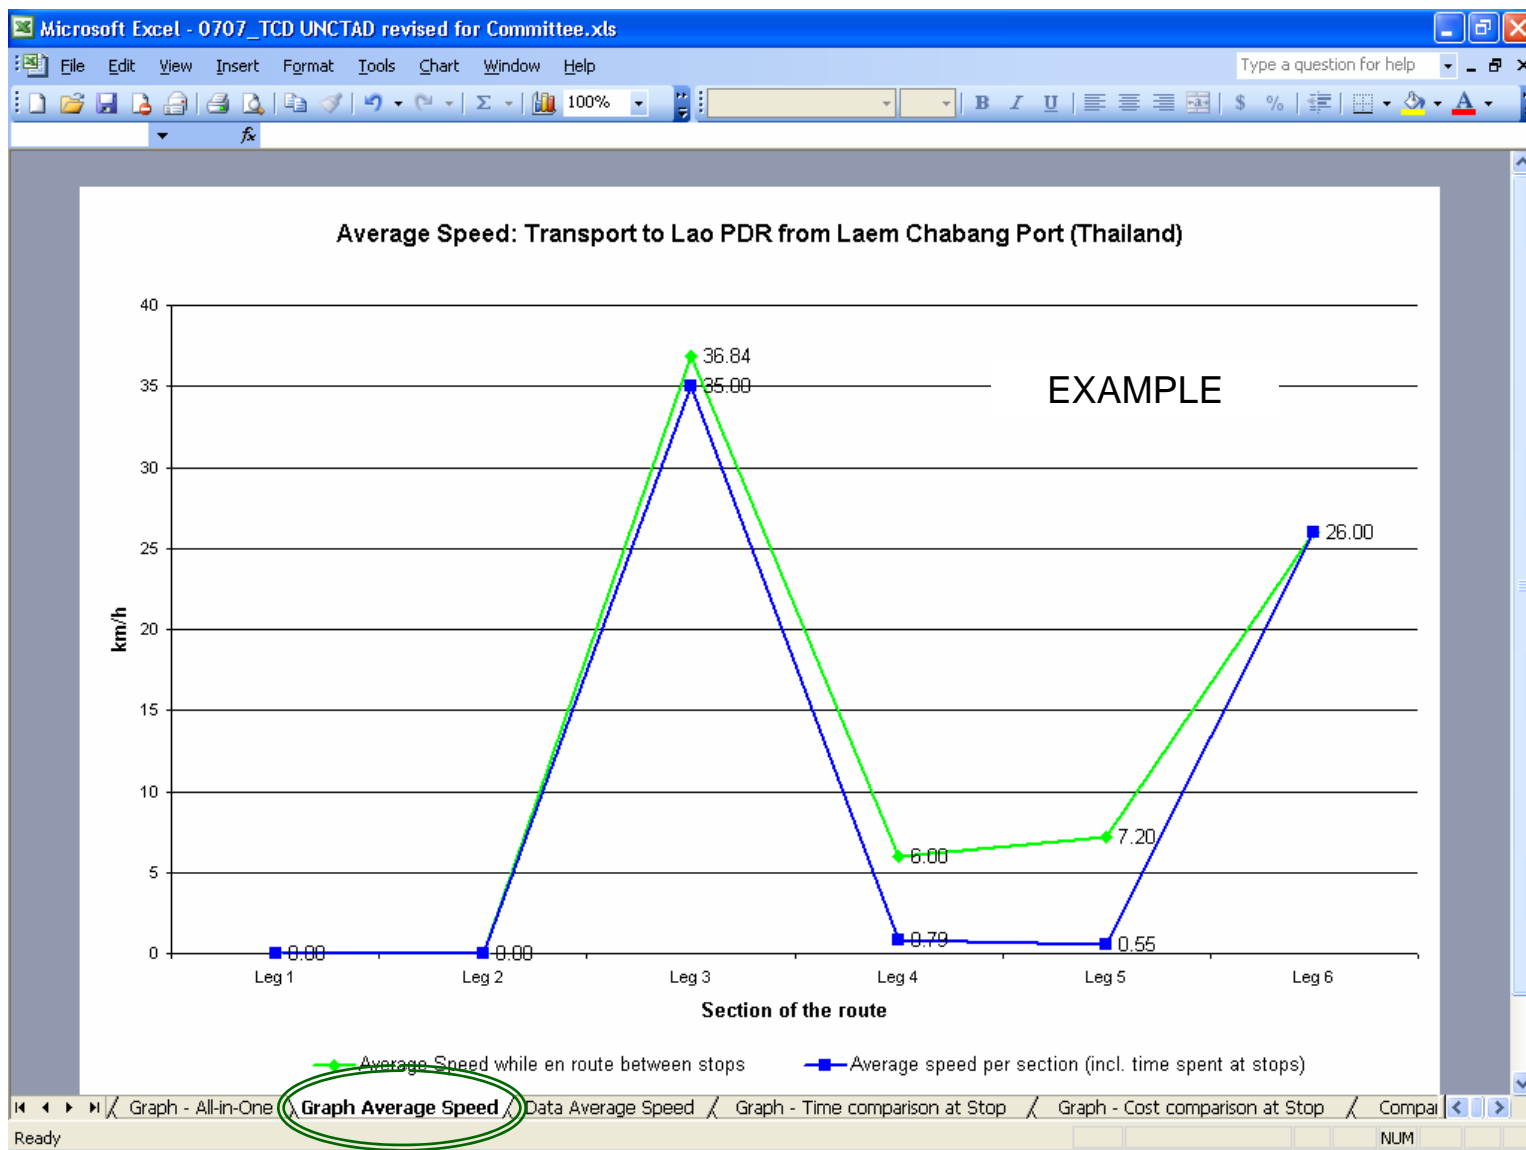 Microsoft Excel - 0707_TCD UNCTAD revised for Committee.xls
File Edit View Insert Format Tools Chart Window Help
Type a question for help
Σ 100% B I U $ % A
fx
Average Speed: Transport to Lao PDR from Laem Chabang Port (Thailand)
EXAMPLE
km/h
40
35
30
25
20
15
10
5
0
36.84
35.00
26.00
7.20
6.00
0.79
0.55
0.00
0.00
Leg 1 Leg 2 Leg 3 Leg 4 Leg 5 Leg 6
Section of the route
Average Speed while en route between stops
Average speed per section (incl. time spent at stops)
Graph - All-in-One Graph Average Speed Data Average Speed Graph - Time comparison at Stop Graph - Cost comparison at Stop Compai
Ready NUM